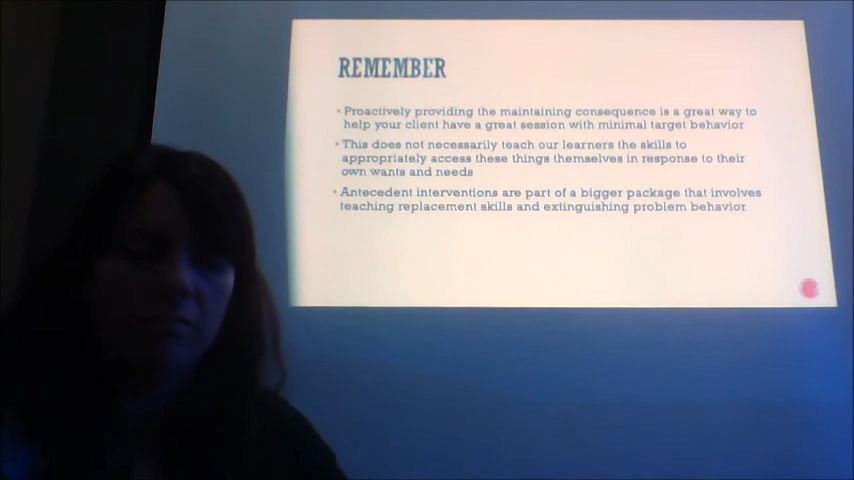 REMEMBER
• Proactively providing the maintaining consequence is a great way to
help your client have a great session with minimal target behavior
• This does not necessarily teach our learners the skills to
appropriately access these things themselves in response to their
own wants and needs
• Antecedent interventions are part of a bigger package that involves
teaching replacement skills and extinguishing problem behavior